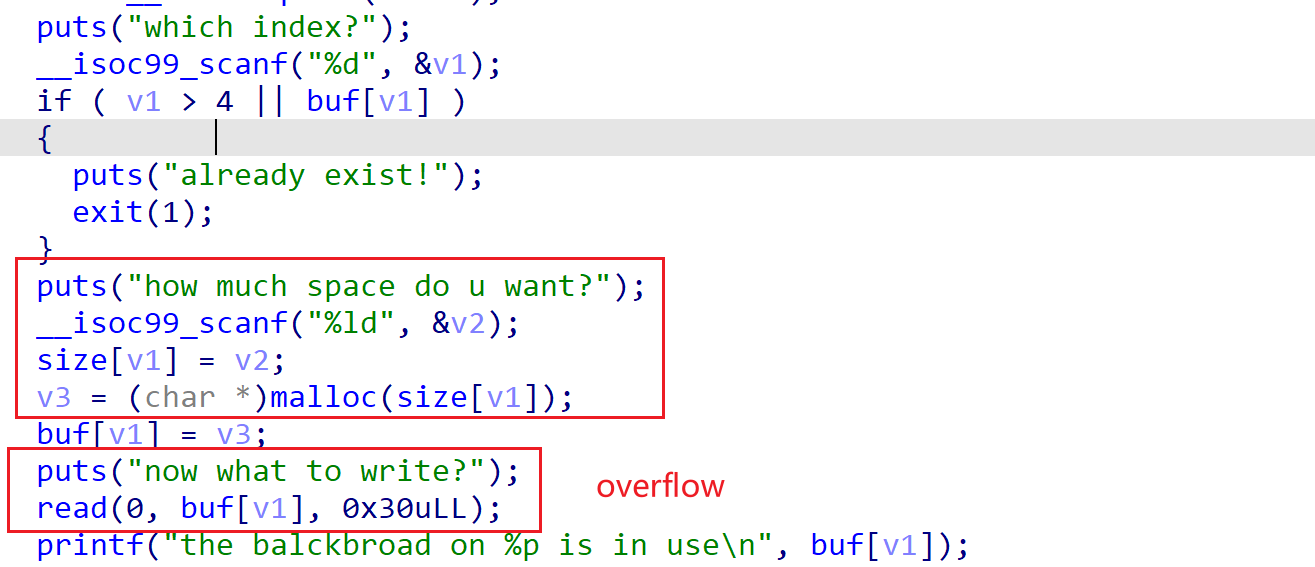 puts("which index?");
__isoc99_scanf("%d", &v1);
if ( v1 > 4 || buf[v1] )
{
puts("already exist!");
exit(1);
}
puts("how much space do u want?");
__isoc99_scanf("%ld", &v2);
size[v1] = v2;
v3 = (char *)malloc(size[v1]);
buf[v1] = v3;
puts("now what to write?");
read(0, buf[v1], 0x30uLL);
overflow
printf("the balckbroad on %p is in use\n", buf[v1]);